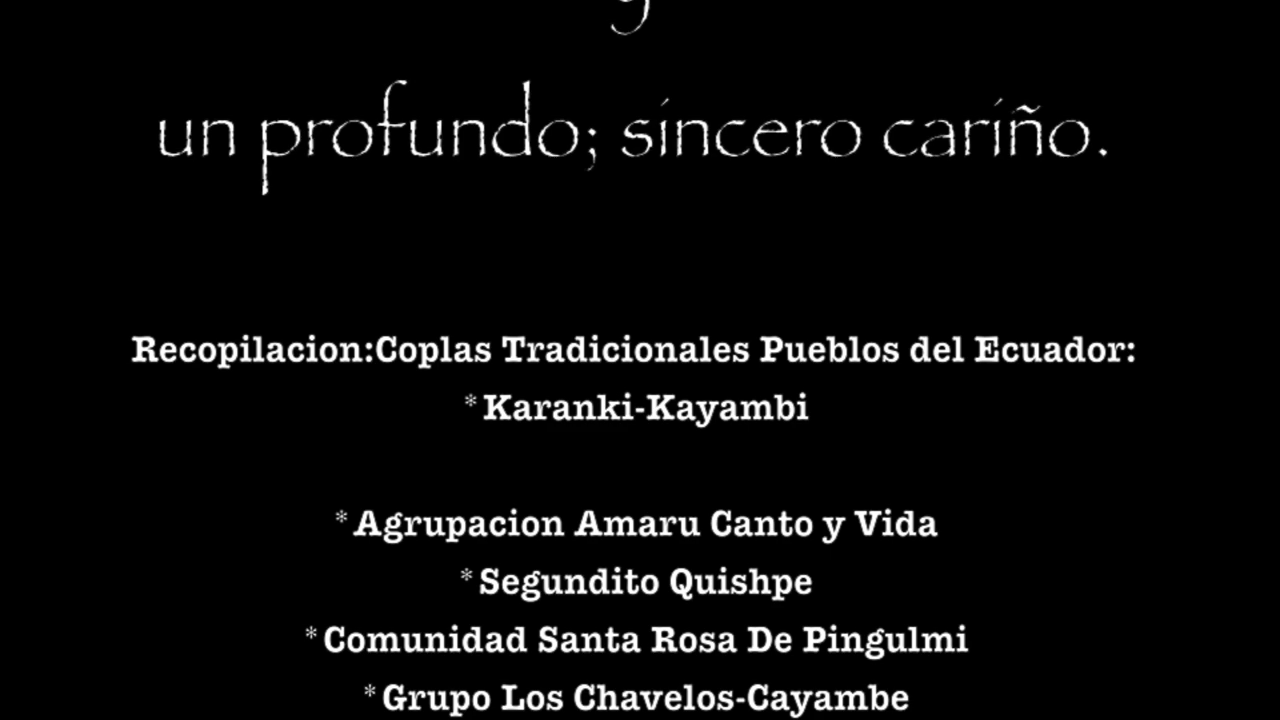 y
un profundo; sincero cariño.
Recopilacion:Coplas Tradicionales Pueblos del Ecuador:
*Karanki-Kayambi
*Agrupacion Amaru Canto y Vida
*Segundito Quishpe
*Comunidad Santa Rosa De Pingulmi
*Grupo Los Chavelos-Cayambe